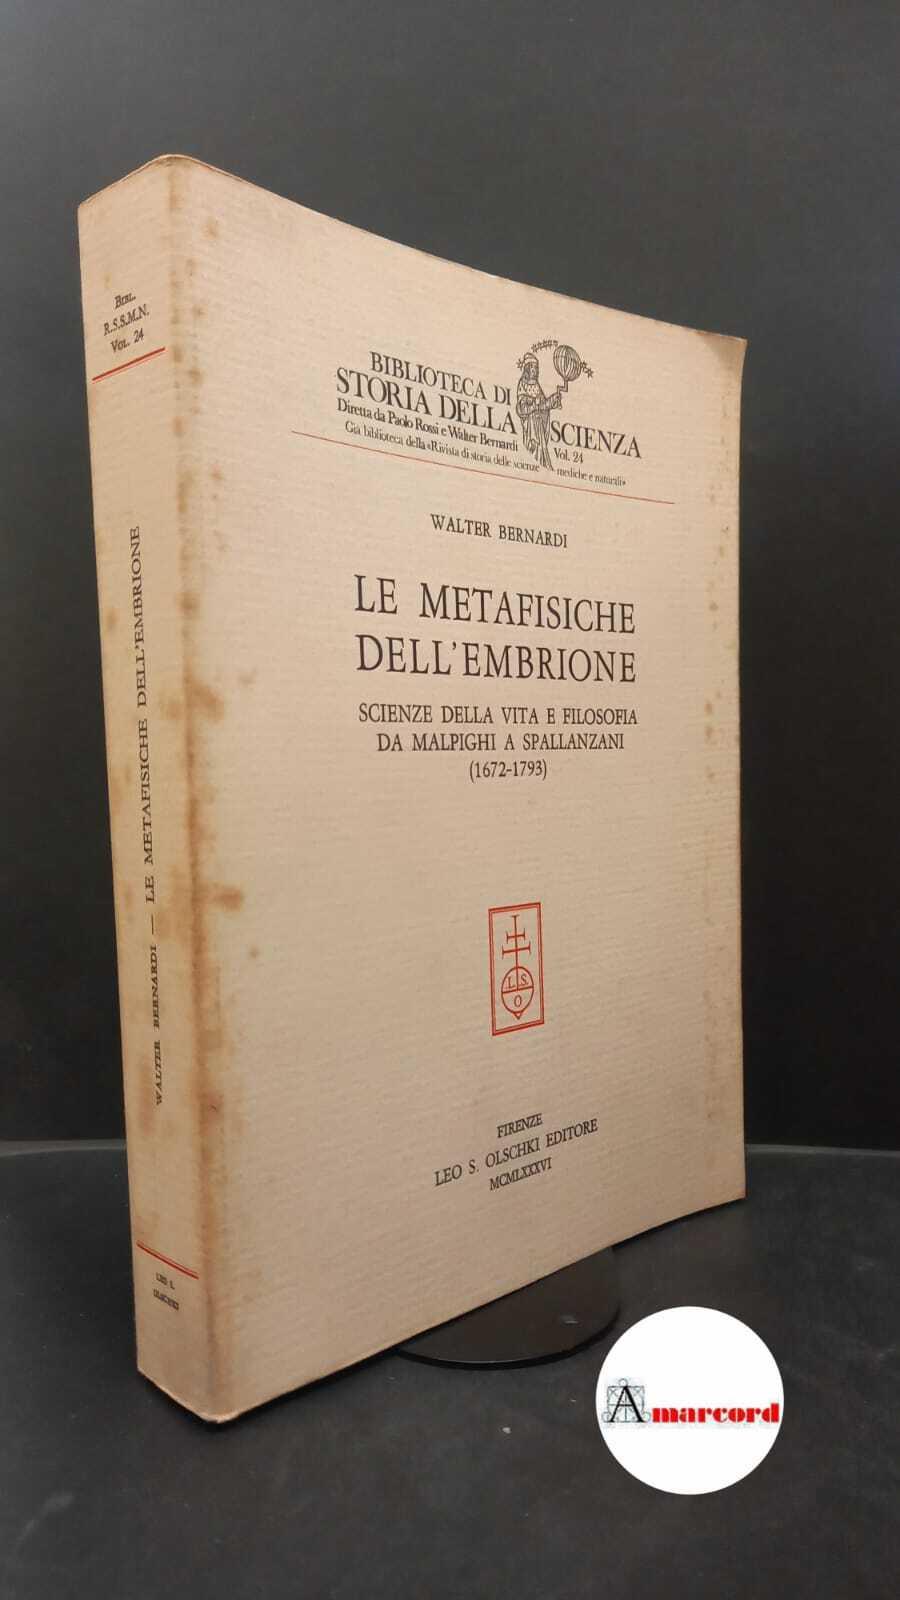 BIBL.
R.S.S.M.N.
VOL. 24
WALTER BERNARDI — LE METAFISICHE DELL'EMBRIONE
LEO S.
OLSCHKI
BIBLIOTECA DI
STORIA DELLA SCIENZA
Diretta da Paolo Rossi e Walter Bernardi Vol. 24
Già biblioteca della «Rivista di storia delle scienze mediche e naturali»
WALTER BERNARDI
LE METAFISICHE
DELL'EMBRIONE
SCIENZE DELLA VITA E FILOSOFIA
DA MALPIGHI A SPALLANZANI
(1672-1793)
L S
O
FIRENZE
LEO S. OLSCHKI EDITORE
MCMLXXXVI
Amarcord